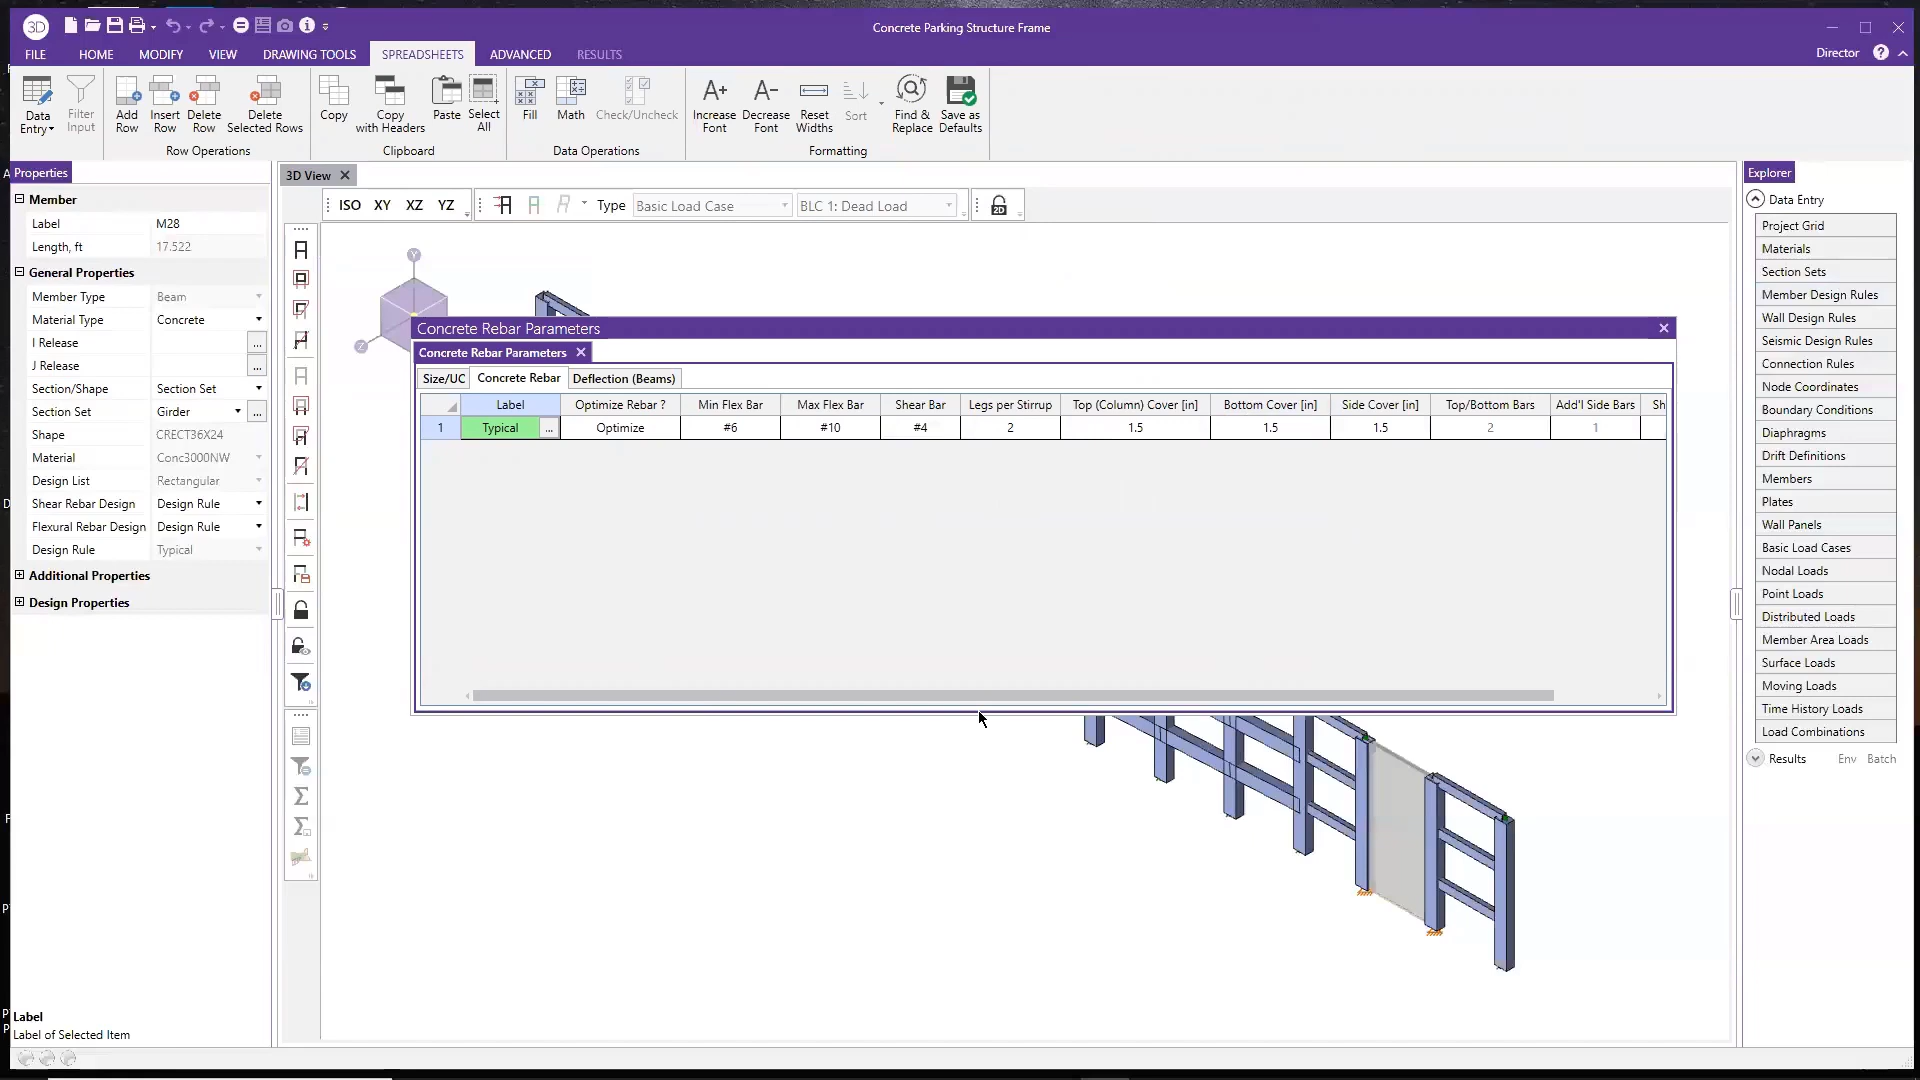 3D
Concrete Parking Structure Frame
FILE HOME MODIFY VIEW DRAWING TOOLS SPREADSHEETS ADVANCED RESULTS
Director ?
Data Entry
Filter Input
Add Row
Insert Row
Delete Row
Delete Selected Rows
Row Operations
Copy
Copy with Headers
Paste
Select All
Clipboard
Fill
Math
Check/Uncheck
Data Operations
A+ Increase Font
A- Decrease Font
Reset Widths
Sort
Find & Replace
Save as Defaults
Formatting
Properties
Member
Label M28
Length, ft 17.522
General Properties
Member Type Beam
Material Type Concrete
I Release ...
J Release ...
Section/Shape Section Set
Section Set Girder ...
Shape CRECT36X24
Material Conc3000NW
Design List Rectangular
Shear Rebar Design Design Rule
Flexural Rebar Design Design Rule
Design Rule Typical
Additional Properties
Design Properties
Label
Label of Selected Item
3D View
ISO XY XZ YZ Type Basic Load Case BLC 1: Dead Load 2D
Y
Z
Concrete Rebar Parameters
Concrete Rebar Parameters
Size/UC Concrete Rebar Deflection (Beams)
Label Optimize Rebar ? Min Flex Bar Max Flex Bar Shear Bar Legs per Stirrup Top (Column) Cover [in] Bottom Cover [in] Side Cover [in] Top/Bottom Bars Add'l Side Bars Sh
1 Typical ... Optimize #6 #10 #4 2 1.5 1.5 1.5 2 1
Explorer
Data Entry
Project Grid
Materials
Section Sets
Member Design Rules
Wall Design Rules
Seismic Design Rules
Connection Rules
Node Coordinates
Boundary Conditions
Diaphragms
Drift Definitions
Members
Plates
Wall Panels
Basic Load Cases
Nodal Loads
Point Loads
Distributed Loads
Member Area Loads
Surface Loads
Moving Loads
Time History Loads
Load Combinations
Results Env Batch